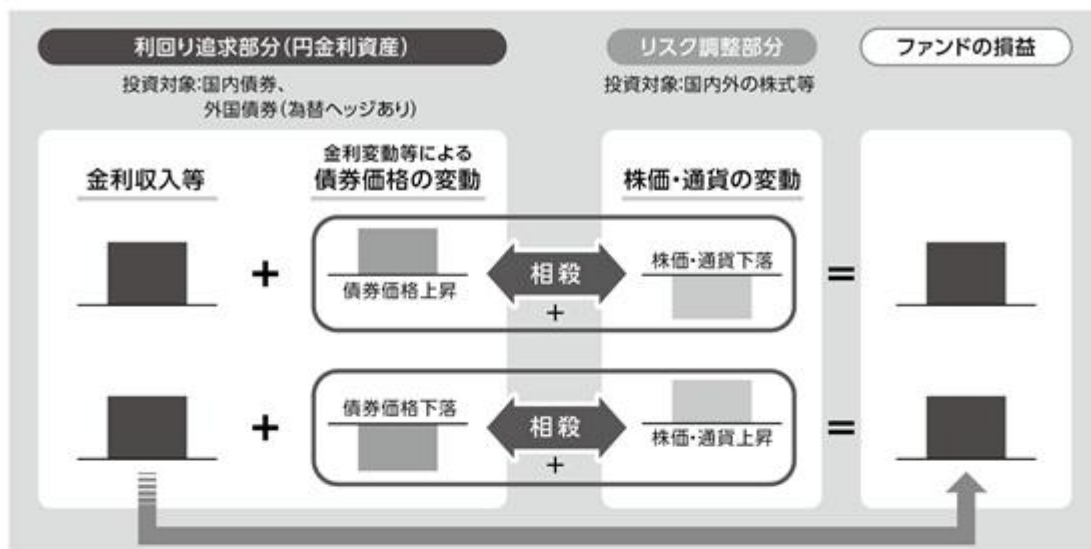 利回り追求部分(円金利資産)
投資対象:国内債券、
外国債券(為替ヘッジあり)
リスク調整部分
投資対象:国内外の株式等
ファンドの損益
金利収入等
金利変動等による
債券価格の変動
株価・通貨の変動
+
債券価格上昇
相殺
+
株価・通貨下落
=
+
債券価格下落
相殺
+
株価・通貨上昇
=